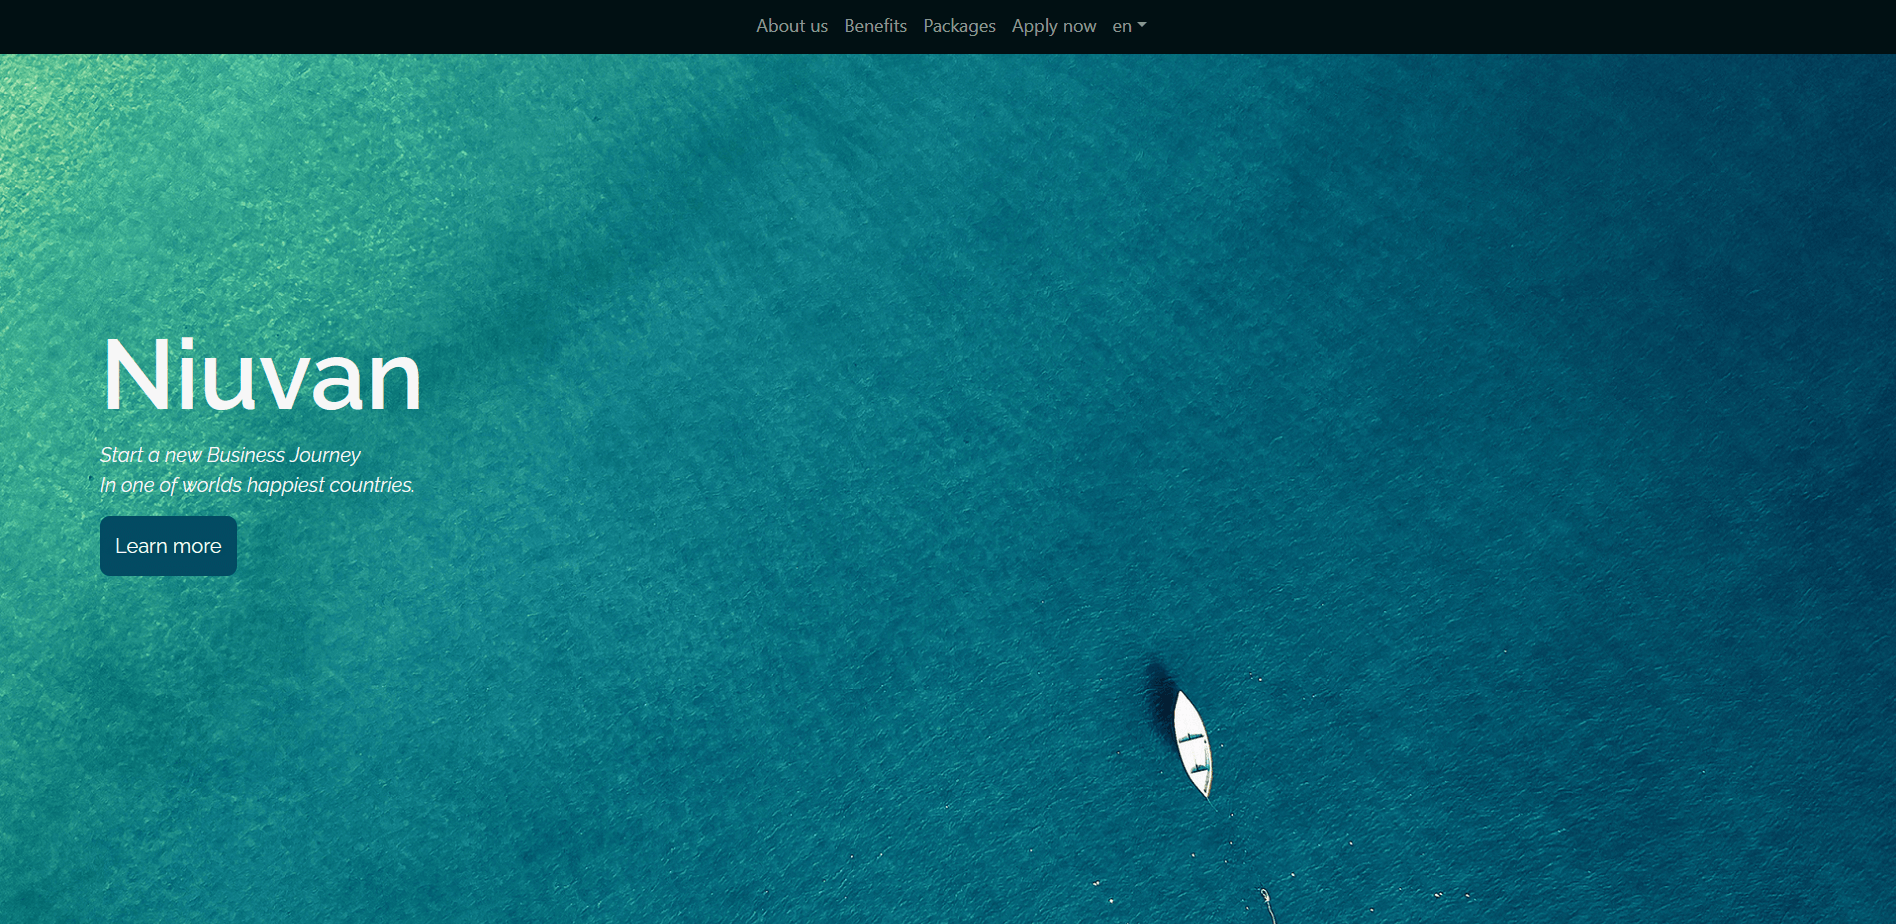 About us Benefits Packages Apply now en
Niuvan
Start a new Business Journey
In one of worlds happiest countries.
Learn more